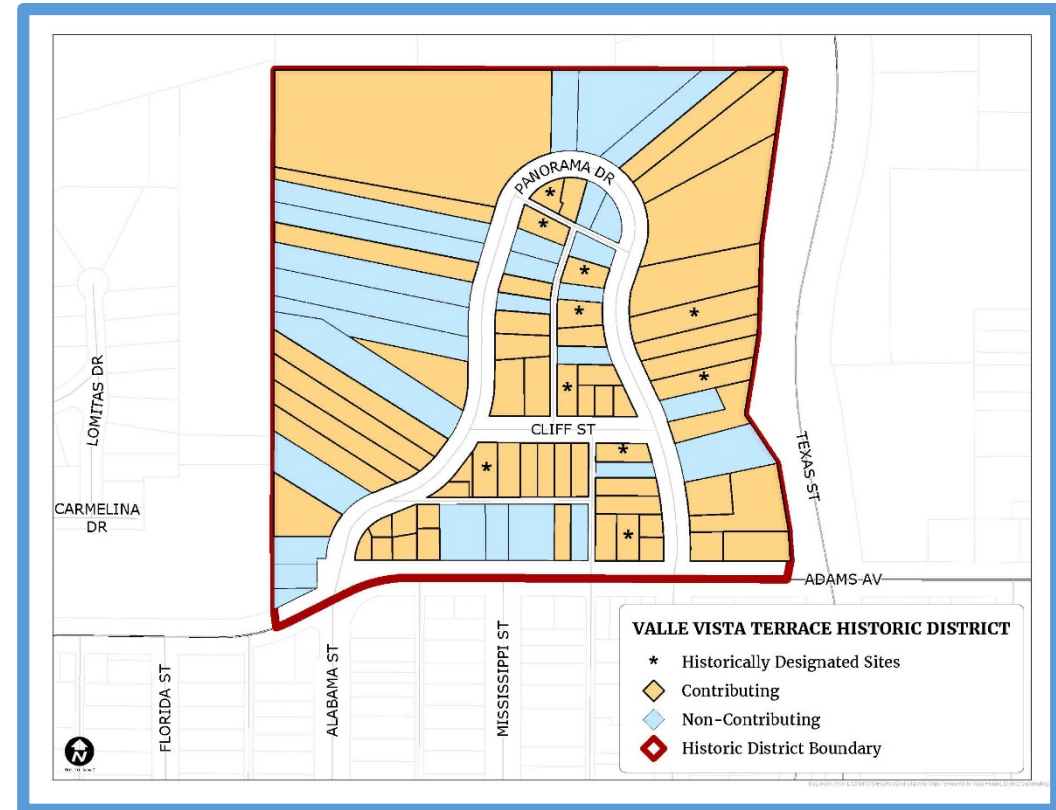 PANORAMA DR
LOMITAS DR
CLIFF ST
TEXAS ST
CARMELINA
DR
ADAMS AV
FLORIDA ST
ALABAMA ST
MISSISSIPPI ST
VALLE VISTA TERRACE HISTORIC DISTRICT
* Historically Designated Sites
Contributing
Non-Contributing
Historic District Boundary
N